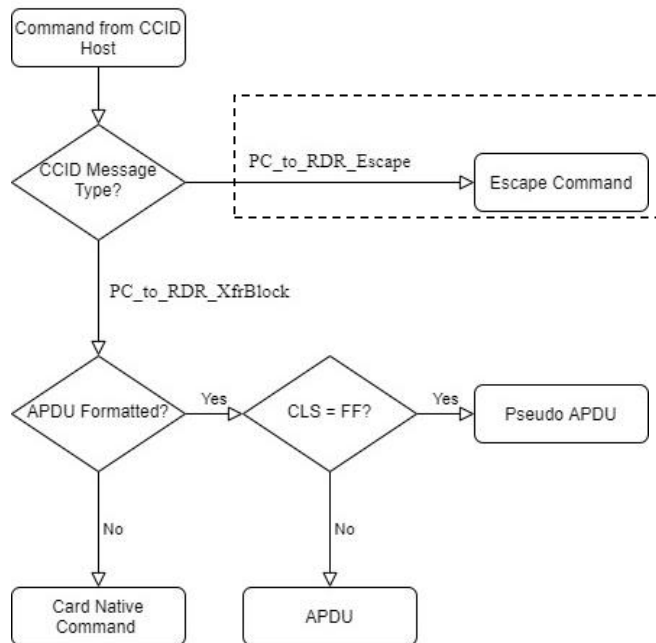 Command from CCID
Host
CCID Message
Type?
PC_to_RDR_Escape
Escape Command
PC_to_RDR_XfrBlock
APDU Formatted?
Yes
CLS = FF?
Yes
Pseudo APDU
No
No
Card Native
Command
APDU